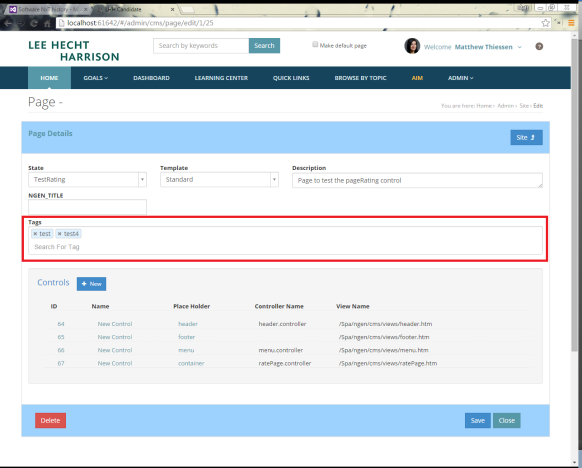 LHH Candidate
localhost:61642/#/admin/cms/page/edit/1/25
LEE HECHT
HARRISON
Search by keywords
Search
Make default page
Welcome Matthew Thiessen
HOME
GOALS
DASHBOARD
LEARNING CENTER
QUICK LINKS
BROWSE BY TOPIC
AIM
ADMIN
Page -
You are here: Home › Admin › Site › Edit
Page Details
Site
State
Template
Description
TestRating
Standard
Page to test the pageRating control
NGEN_TITLE
Tags
× test × test4
Search For Tag
Controls
+ New
ID Name Place Holder Controller Name View Name
64 New Control header header.controller /Spa/ngen/cms/views/header.htm
65 New Control footer /Spa/ngen/cms/views/footer.htm
66 New Control menu menu.controller /Spa/ngen/cms/views/menu.htm
67 New Control container ratePage.controller /Spa/ngen/cms/views/ratePage.htm
Delete
Save
Close